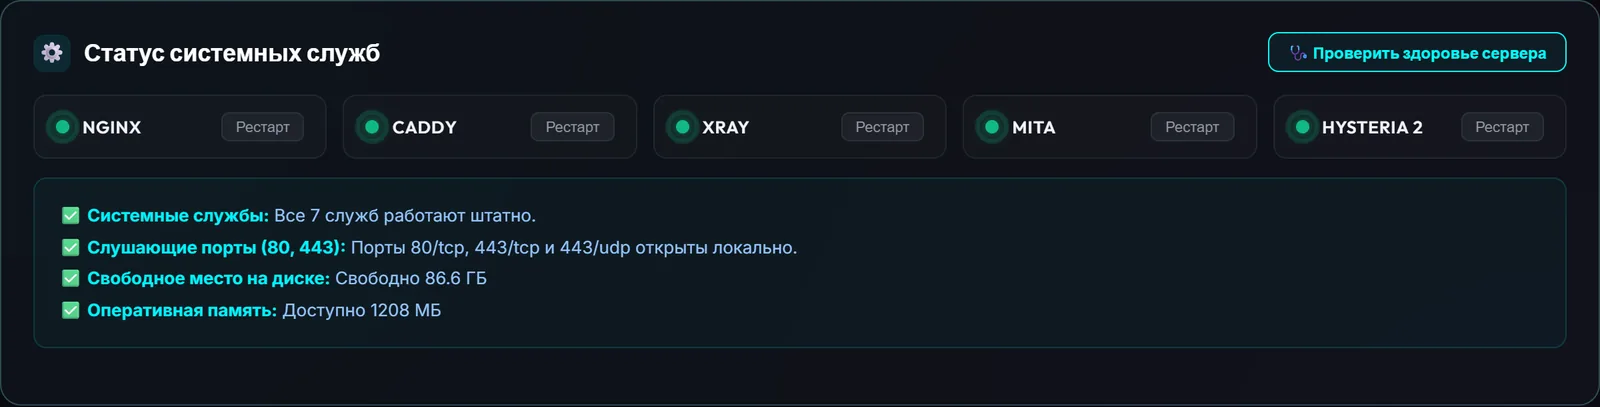 Статус системных служб
Проверить здоровье сервера
NGINX Рестарт
CADDY Рестарт
XRAY Рестарт
MITA Рестарт
HYSTERIA 2 Рестарт
Системные службы: Все 7 служб работают штатно.
Слушающие порты (80, 443): Порты 80/tcp, 443/tcp и 443/udp открыты локально.
Свободное место на диске: Свободно 86.6 ГБ
Оперативная память: Доступно 1208 МБ